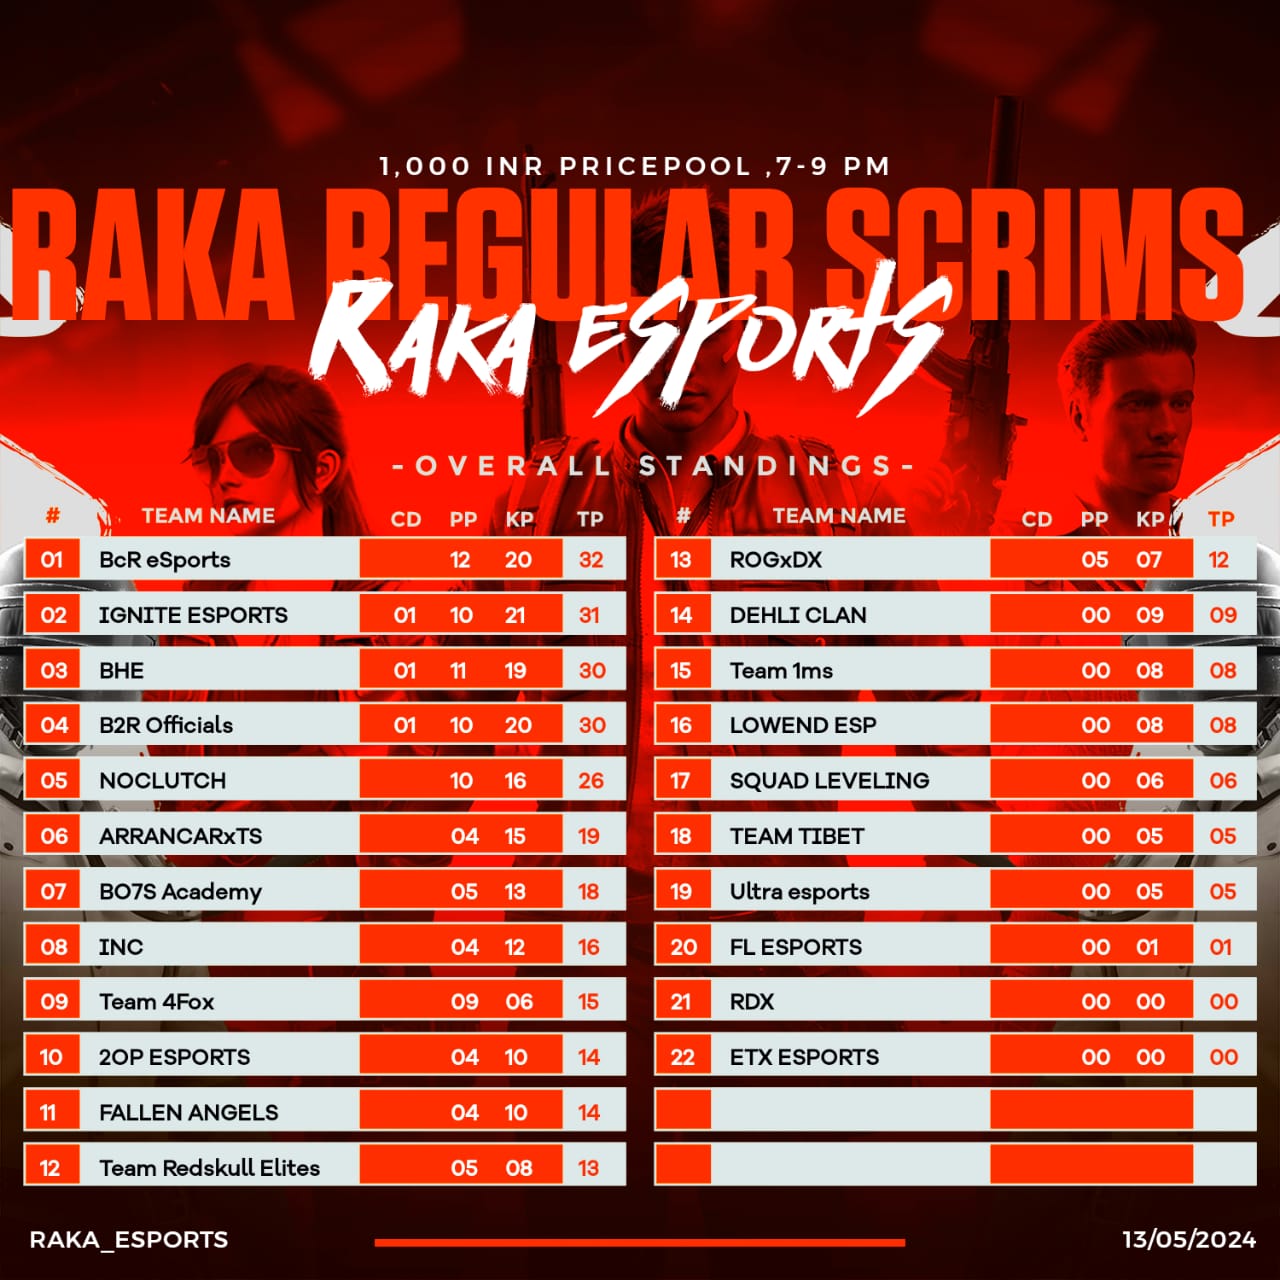 1,000 INR PRICEPOOL ,7-9 PM
RAKA REGULAR SCRIMS
RAKA ESPORTS
-OVERALL STANDINGS-
# TEAM NAME CD PP KP TP
01 BcR eSports 12 20 32
02 IGNITE ESPORTS 01 10 21 31
03 BHE 01 11 19 30
04 B2R Officials 01 10 20 30
05 NOCLUTCH 10 16 26
06 ARRANCARxTS 04 15 19
07 BO7S Academy 05 13 18
08 INC 04 12 16
09 Team 4Fox 09 06 15
10 2OP ESPORTS 04 10 14
11 FALLEN ANGELS 04 10 14
12 Team Redskull Elites 05 08 13
# TEAM NAME CD PP KP TP
13 ROGxDX 05 07 12
14 DEHLI CLAN 00 09 09
15 Team 1ms 00 08 08
16 LOWEND ESP 00 08 08
17 SQUAD LEVELING 00 06 06
18 TEAM TIBET 00 05 05
19 Ultra esports 00 05 05
20 FL ESPORTS 00 01 01
21 RDX 00 00 00
22 ETX ESPORTS 00 00 00
RAKA_ESPORTS
13/05/2024